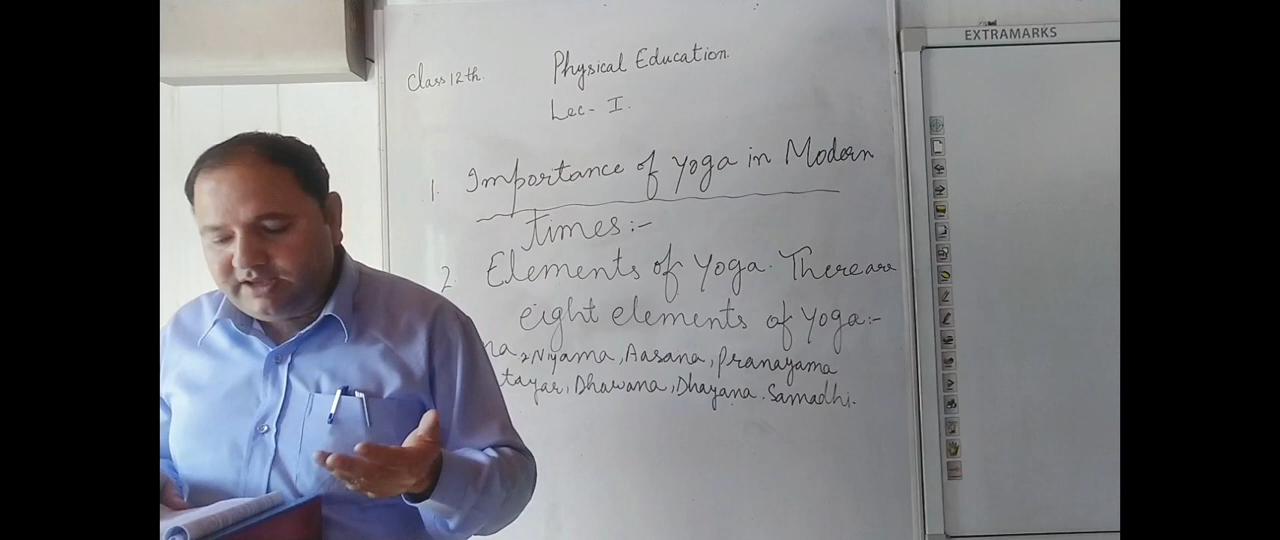 EXTRAMARKS
Class 12th.
Physical Education.
Lec- I.
1. Importance of Yoga in Modern
times:-
2. Elements of Yoga. There are
eight elements of Yoga:-
Niyama, Aasana, Pranayama
Dhawana, Dhayana. Samadhi.